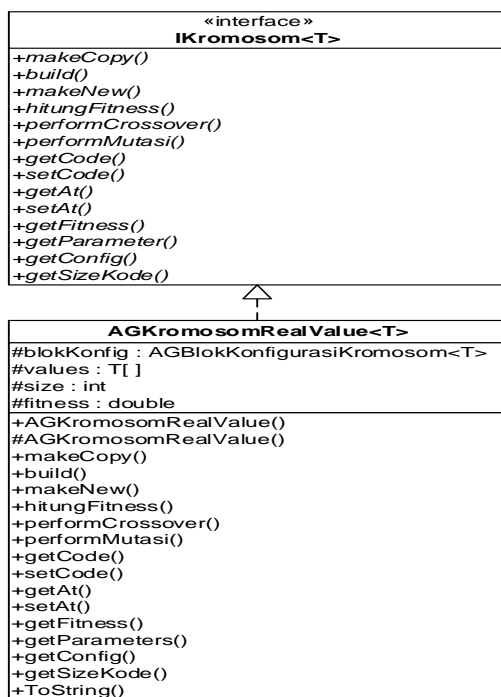 «interface»
IKromosom<T>
+makeCopy()
+build()
+makeNew()
+hitungFitness()
+performCrossover()
+performMutasi()
+getCode()
+setCode()
+getAt()
+setAt()
+getFitness()
+getParameter()
+getConfig()
+getSizeKode()
AGKromosomRealValue<T>
#blokKonfig : AGBlokKonfigurasiKromosom<T>
#values : T[ ]
#size : int
#fitness : double
+AGKromosomRealValue()
#AGKromosomRealValue()
+makeCopy()
+build()
+makeNew()
+hitungFitness()
+performCrossover()
+performMutasi()
+getCode()
+setCode()
+getAt()
+setAt()
+getFitness()
+getParameters()
+getConfig()
+getSizeKode()
+ToString()